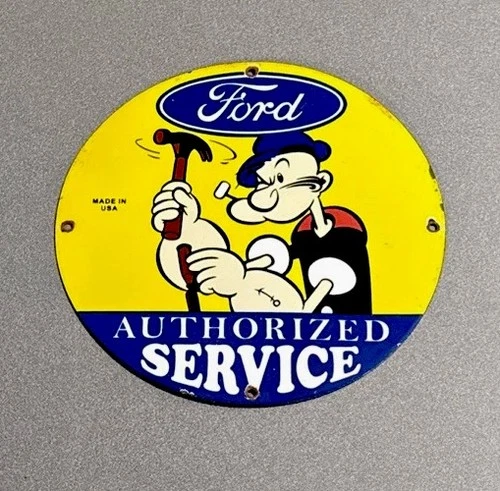 Ford
MADE IN
USA
AUTHORIZED
SERVICE